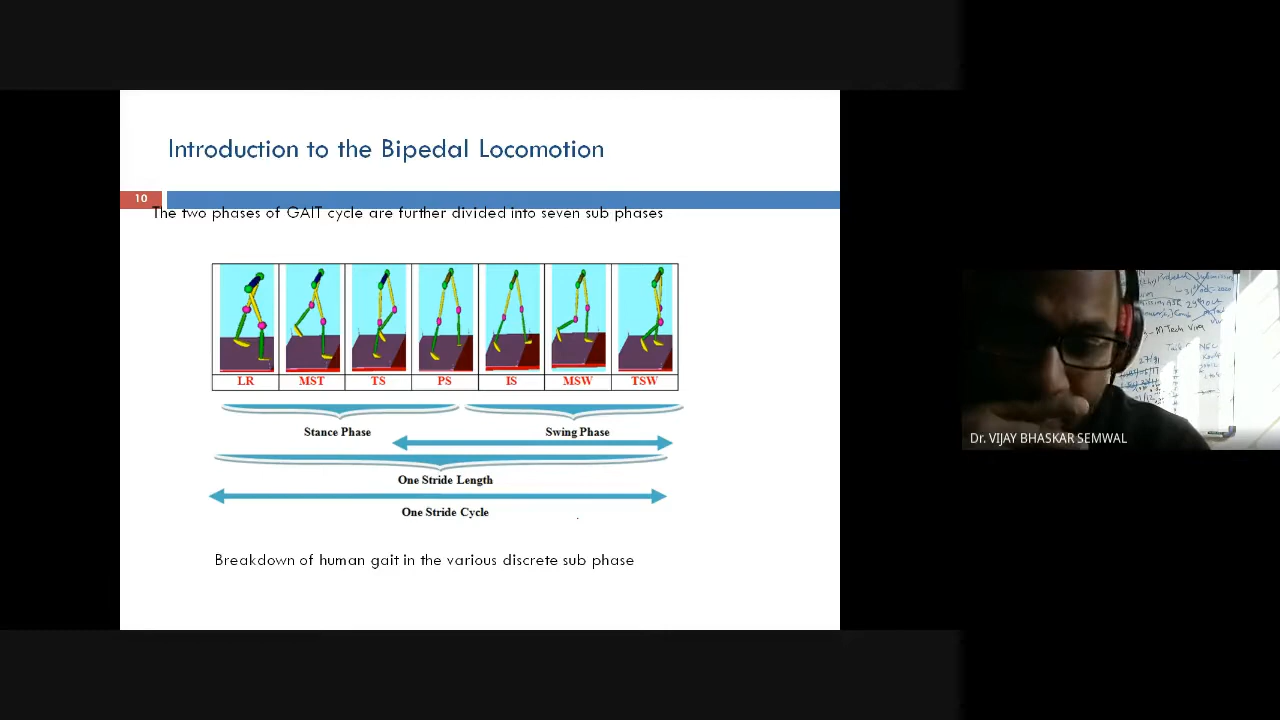 Introduction to the Bipedal Locomotion
10
The two phases of GAIT cycle are further divided into seven sub phases
LR MST TS PS IS MSW TSW
Stance Phase Swing Phase
One Stride Length
One Stride Cycle
Breakdown of human gait in the various discrete sub phase
Dr. VIJAY BHASKAR SEMWAL